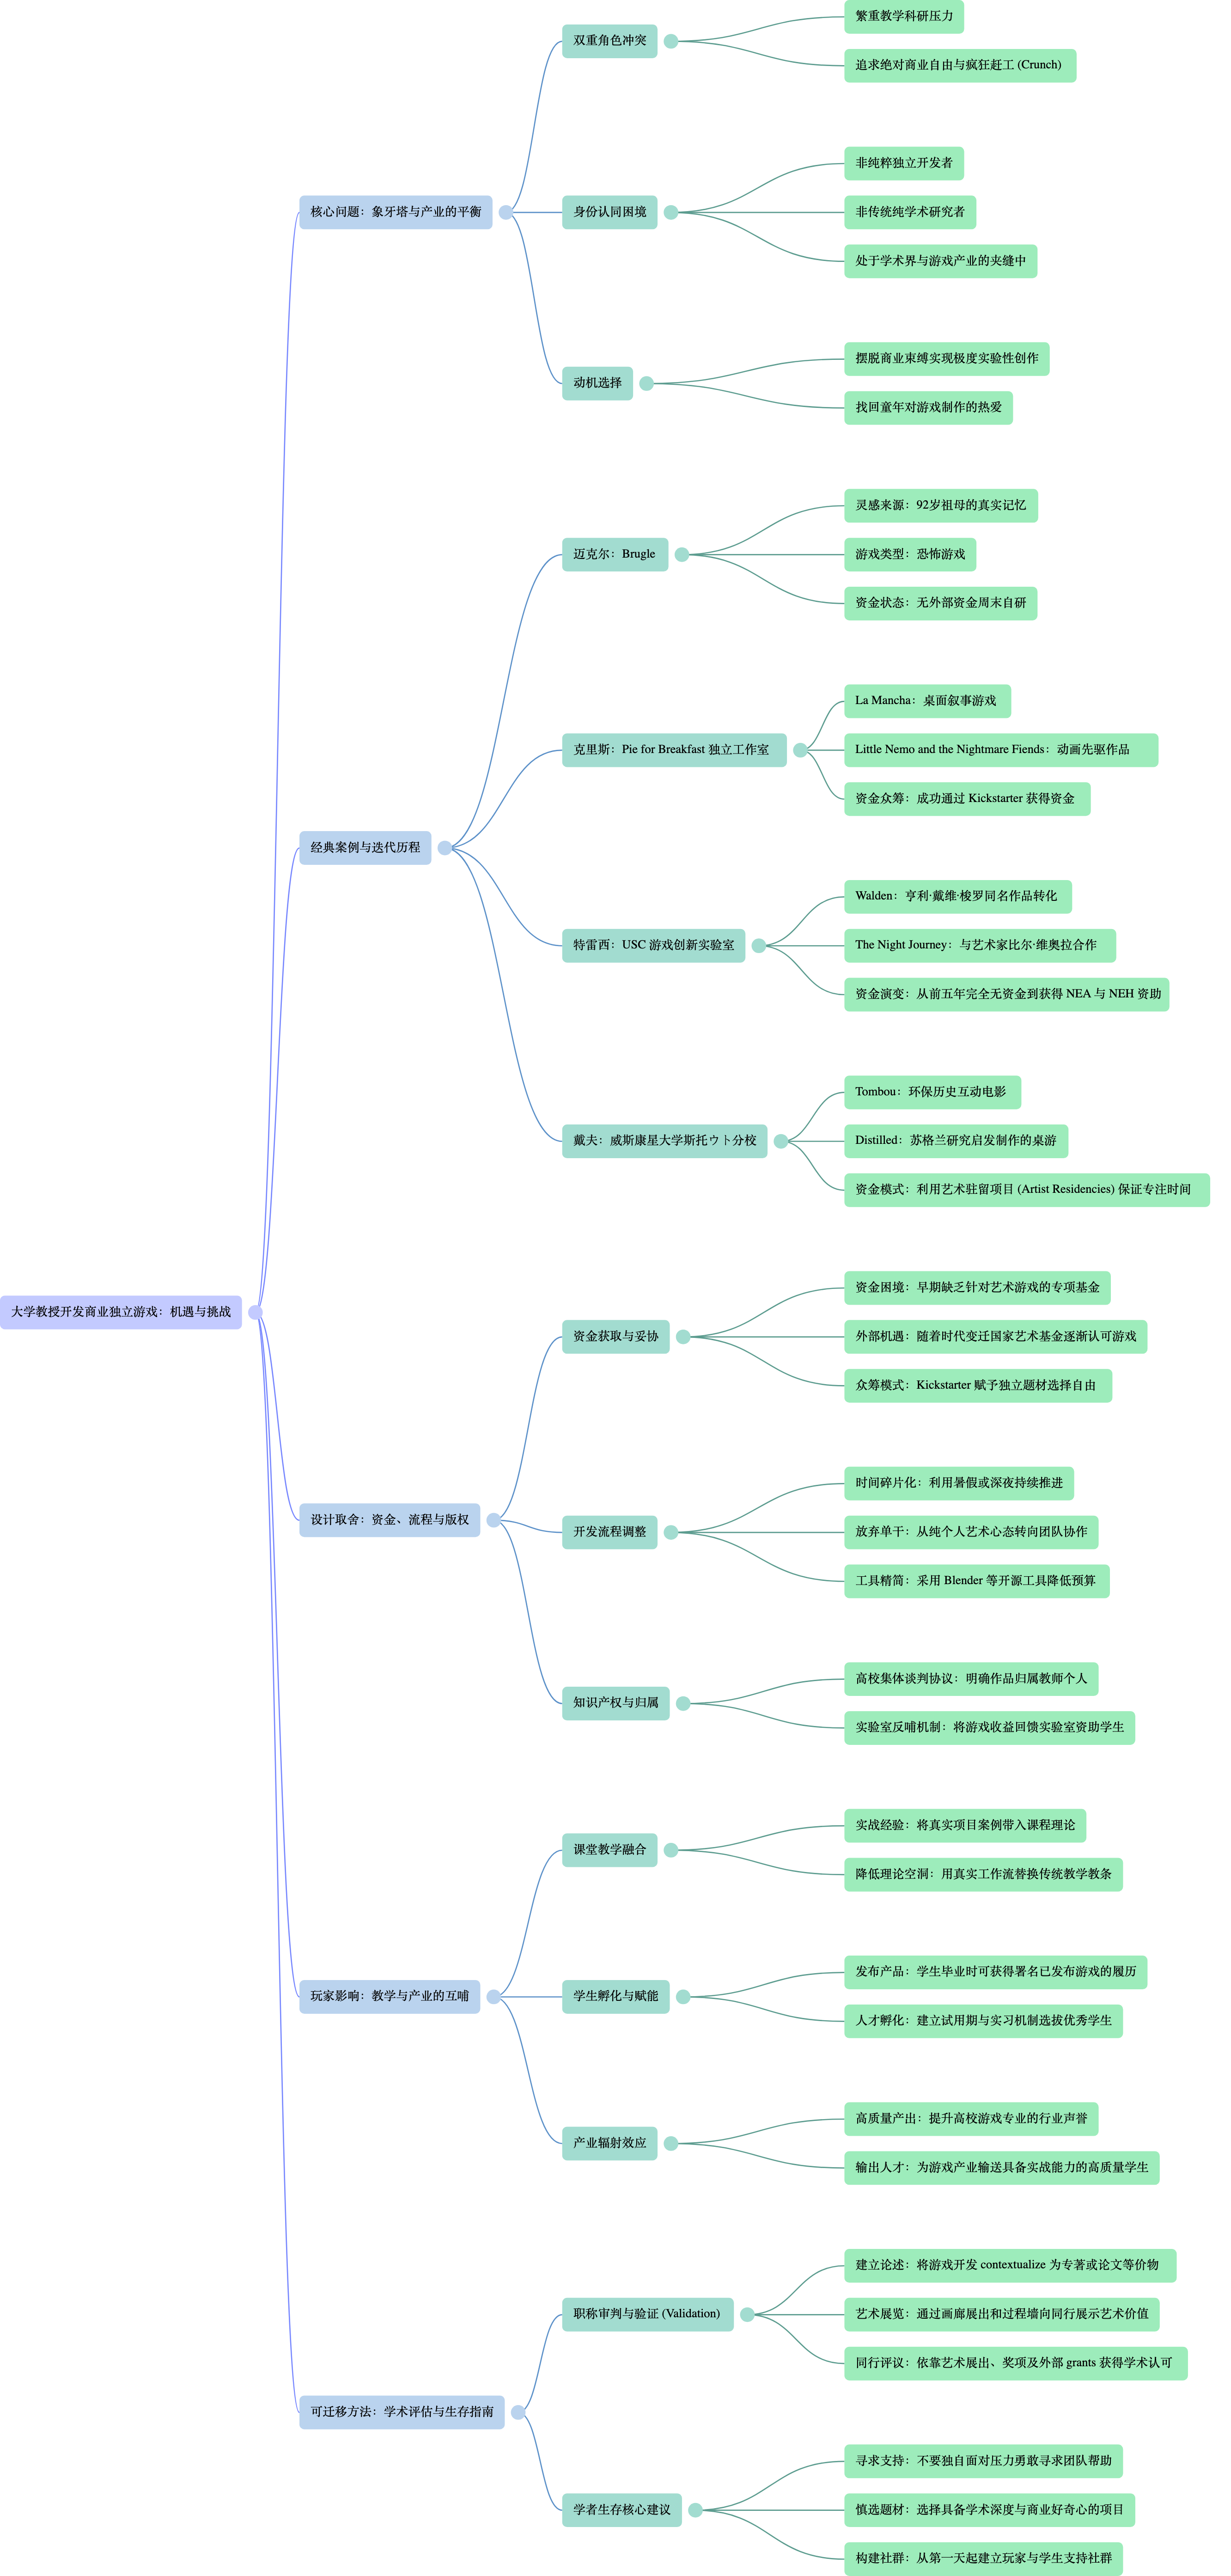 大学教授开发商业独立游戏：机遇与挑战
核心问题：象牙塔与产业的平衡
双重角色冲突
繁重教学科研压力
追求绝对商业自由与疯狂赶工 (Crunch)
身份认同困境
非纯粹独立开发者
非传统纯学术研究者
处于学术界与游戏产业的夹缝中
动机选择
摆脱商业束缚实现极度实验性创作
找回童年对游戏制作的热爱
经典案例与迭代历程
迈克尔：Brugle
灵感来源：92岁祖母的真实记忆
游戏类型：恐怖游戏
资金状态：无外部资金周末自研
克里斯：Pie for Breakfast 独立工作室
La Mancha：桌面叙事游戏
Little Nemo and the Nightmare Fiends：动画先驱作品
资金众筹：成功通过 Kickstarter 获得资金
特雷西：USC 游戏创新实验室
Walden：亨利·戴维·梭罗同名作品转化
The Night Journey：与艺术家比尔·维奥拉合作
资金演变：从前五年完全无资金到获得 NEA 与 NEH 资助
戴夫：威斯康星大学斯托ウト分校
Tombou：环保历史互动电影
Distilled：苏格兰研究启发制作的桌游
资金模式：利用艺术驻留项目 (Artist Residencies) 保证专注时间
设计取舍：资金、流程与版权
资金获取与妥协
资金困境：早期缺乏针对艺术游戏的专项基金
外部机遇：随着时代变迁国家艺术基金逐渐认可游戏
众筹模式：Kickstarter 赋予独立题材选择自由
开发流程调整
时间碎片化：利用暑假或深夜持续推进
放弃单干：从纯个人艺术心态转向团队协作
工具精简：采用 Blender 等开源工具降低预算
知识产权与归属
高校集体谈判协议：明确作品归属教师个人
实验室反哺机制：将游戏收益回馈实验室资助学生
玩家影响：教学与产业的互哺
课堂教学融合
实战经验：将真实项目案例带入课程理论
降低理论空洞：用真实工作流替换传统教学教条
学生孵化与赋能
发布产品：学生毕业时可获得署名已发布游戏的履历
人才孵化：建立试用期与实习机制选拔优秀学生
产业辐射效应
高质量产出：提升高校游戏专业的行业声誉
输出人才：为游戏产业输送具备实战能力的高质量学生
可迁移方法：学术评估与生存指南
职称审判与验证 (Validation)
建立论述：将游戏开发 contextualize 为专著或论文等价物
艺术展览：通过画廊展出和过程墙向同行展示艺术价值
同行评议：依靠艺术展出、奖项及外部 grants 获得学术认可
学者生存核心建议
寻求支持：不要独自面对压力勇敢寻求团队帮助
慎选题材：选择具备学术深度与商业好奇心的项目
构建社群：从第一天起建立玩家与学生支持社群